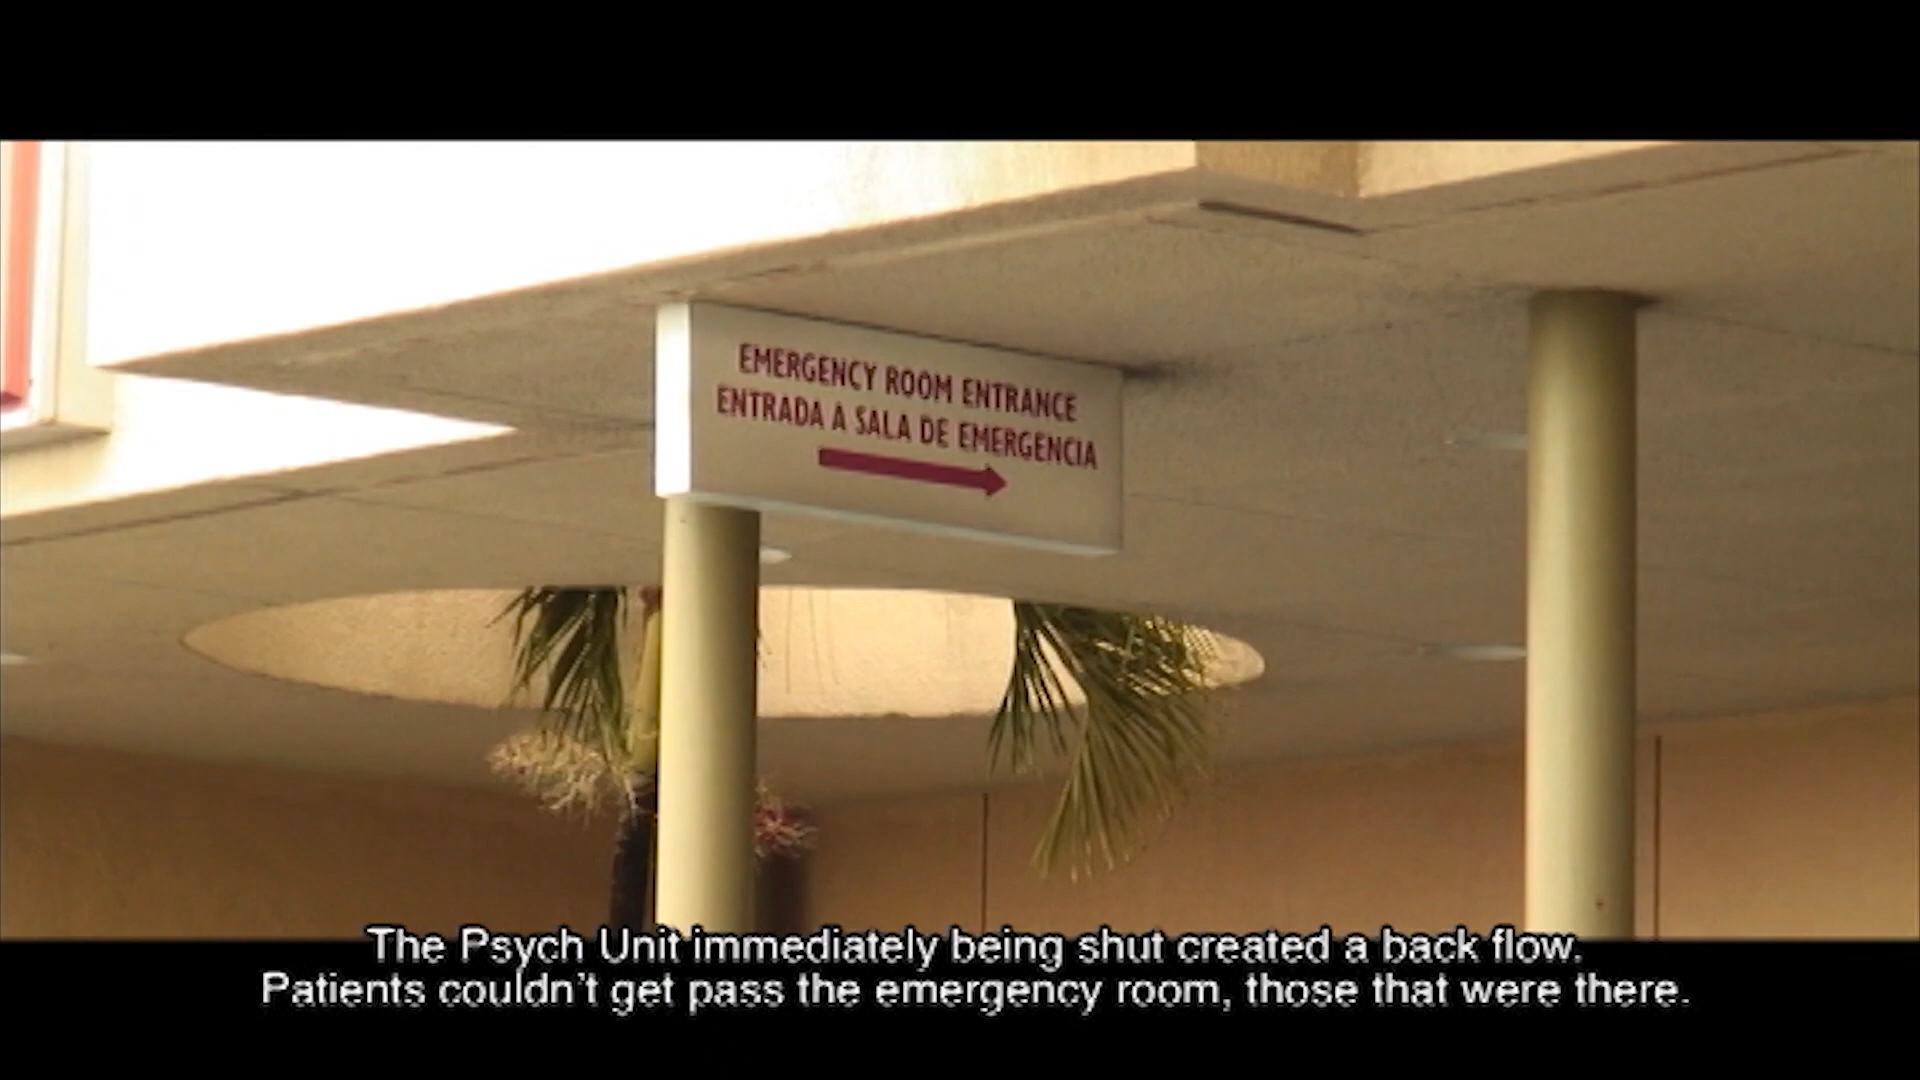 EMERGENCY ROOM ENTRANCE
ENTRADA A SALA DE EMERGENCIA
The Psych Unit immediately being shut created a back flow.
Patients couldn't get pass the emergency room, those that were there.